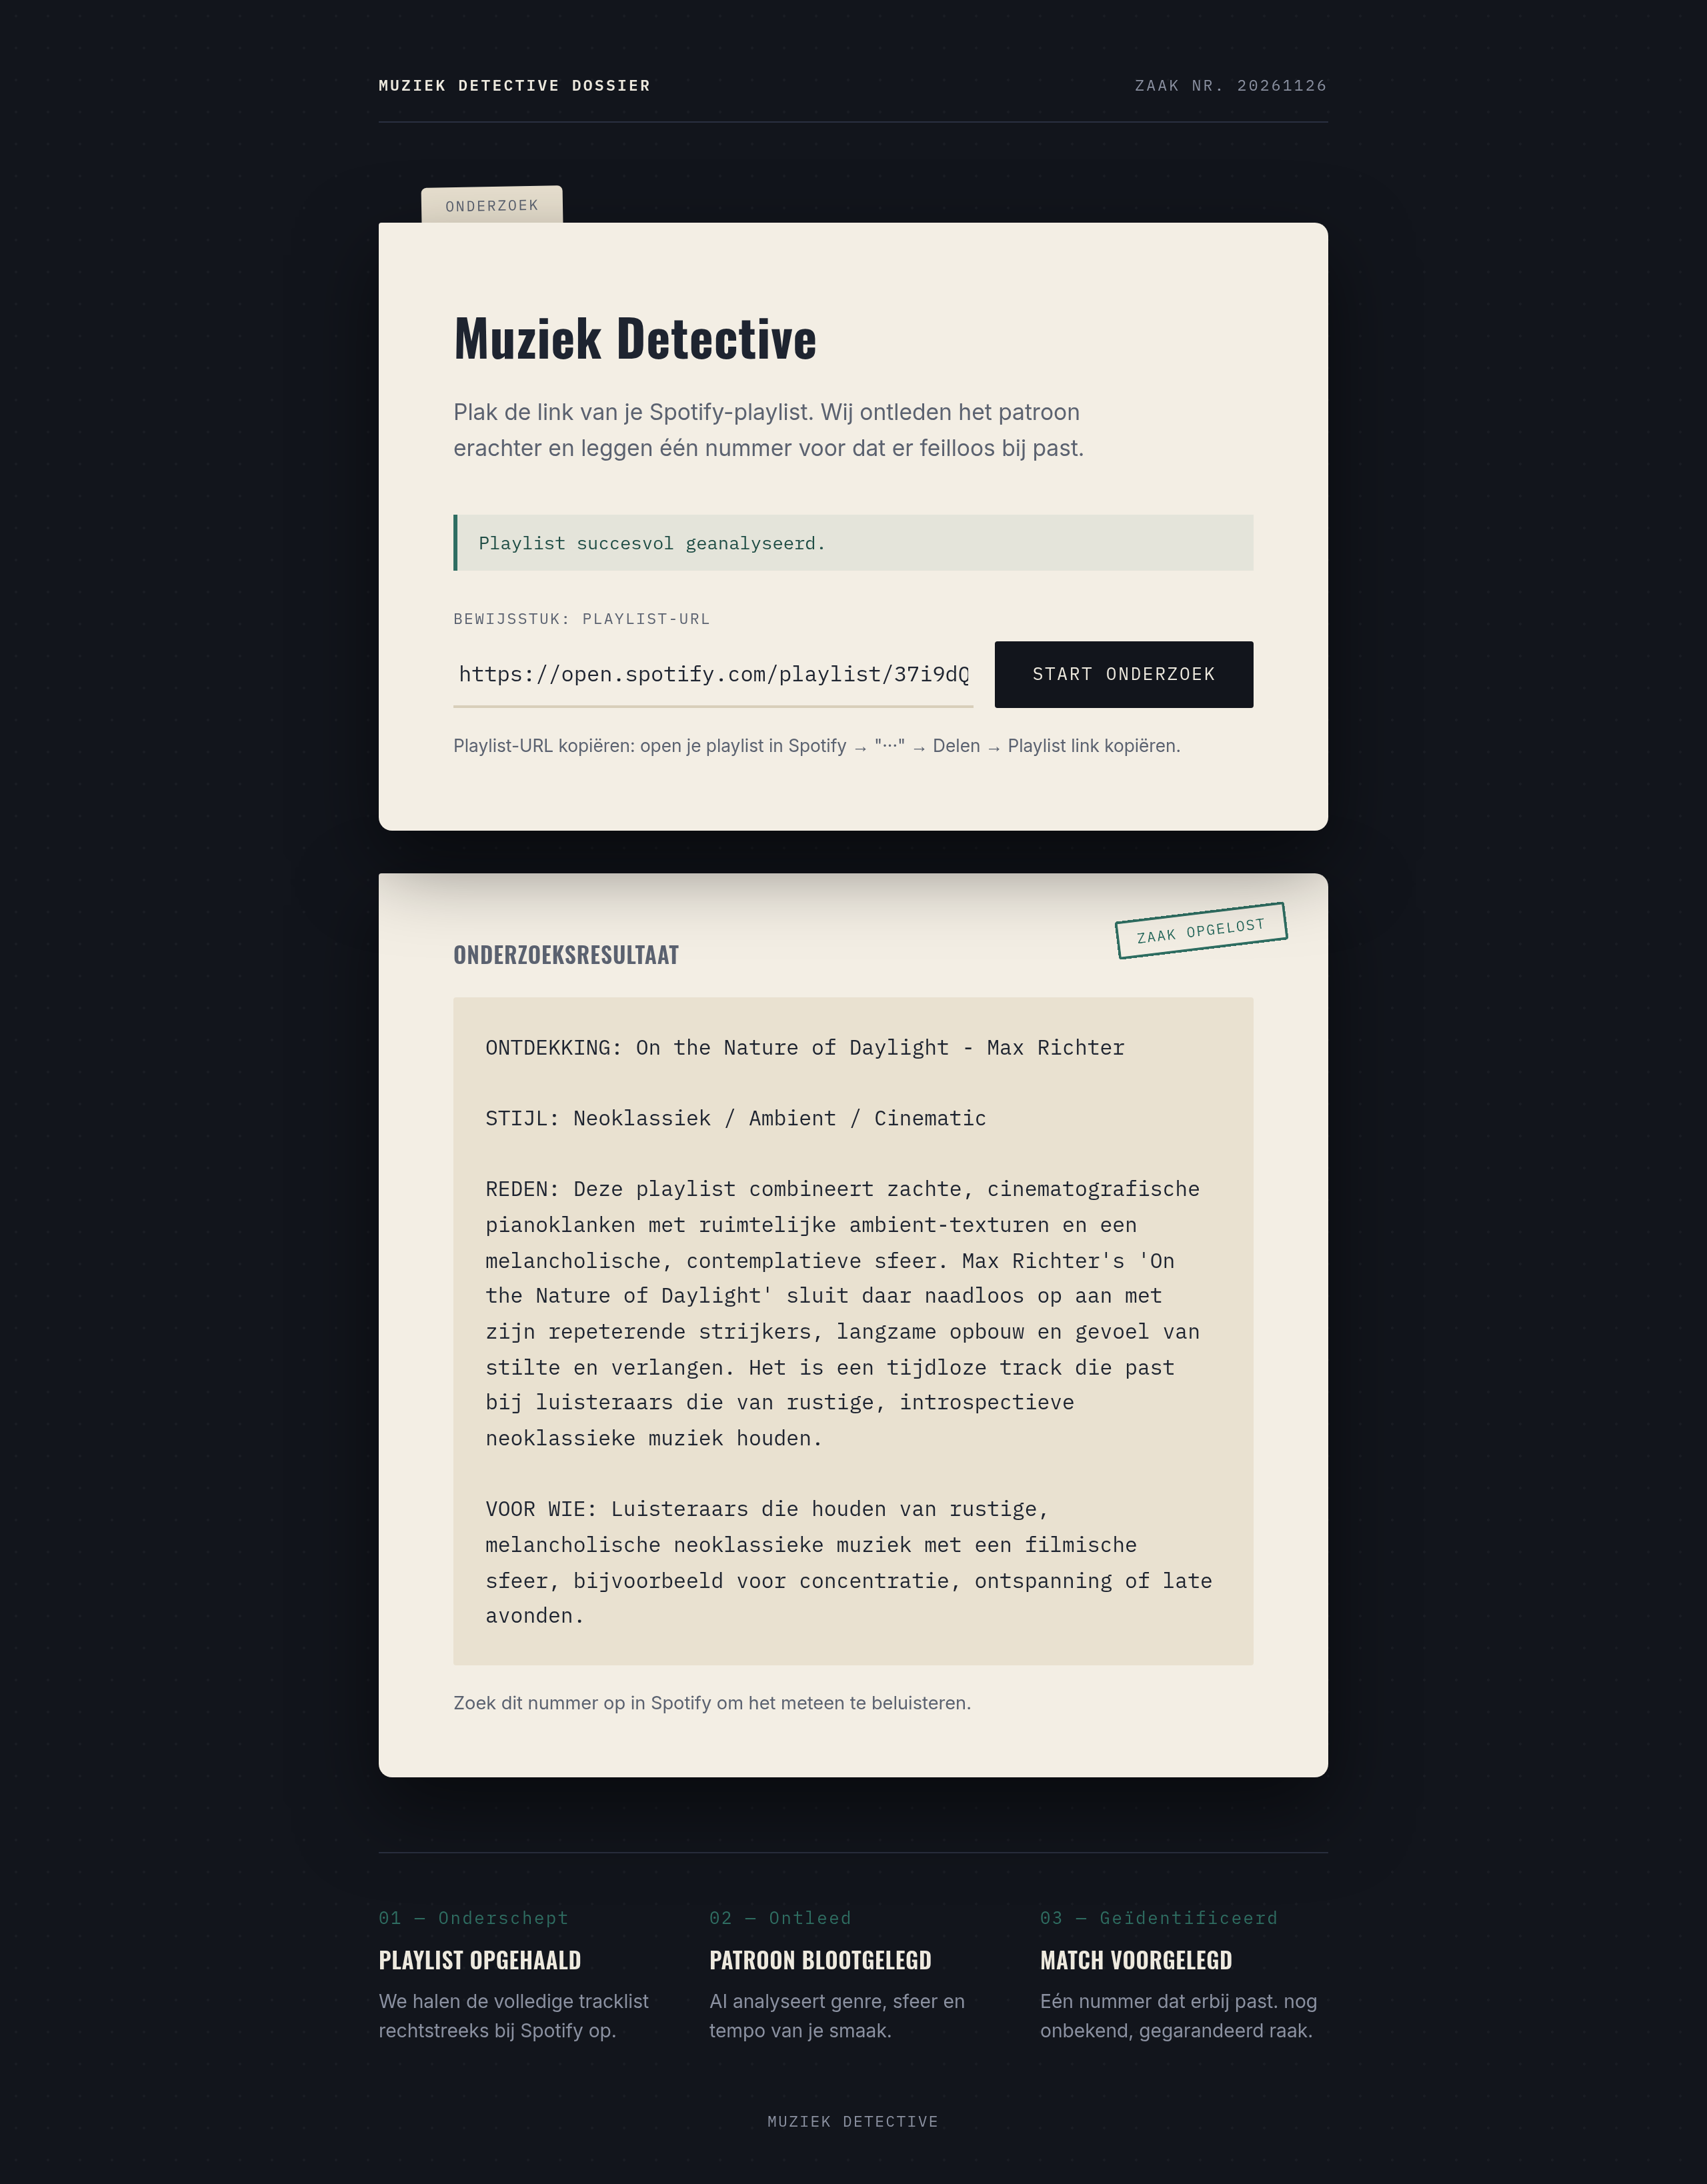 MUZIEK DETECTIVE DOSSIER
ZAAK NR. 20261126
ONDERZOEK
Muziek Detective
Plak de link van je Spotify-playlist. Wij ontleden het patroon
erachter en leggen één nummer voor dat er feilloos bij past.
Playlist succesvol geanalyseerd.
BEWIJSSTUK: PLAYLIST-URL
https://open.spotify.com/playlist/37i9dQ
START ONDERZOEK
Playlist-URL kopiëren: open je playlist in Spotify → "···" → Delen → Playlist link kopiëren.
ZAAK OPGELOST
ONDERZOEKSRESULTAAT
ONTDEKKING: On the Nature of Daylight - Max Richter
STIJL: Neoklassiek / Ambient / Cinematic
REDEN: Deze playlist combineert zachte, cinematografische
pianoklanken met ruimtelijke ambient-texturen en een
melancholische, contemplatieve sfeer. Max Richter's 'On
the Nature of Daylight' sluit daar naadloos op aan met
zijn repeterende strijkers, langzame opbouw en gevoel van
stilte en verlangen. Het is een tijdloze track die past
bij luisteraars die van rustige, introspectieve
neoklassieke muziek houden.
VOOR WIE: Luisteraars die houden van rustige,
melancholische neoklassieke muziek met een filmische
sfeer, bijvoorbeeld voor concentratie, ontspanning of late
avonden.
Zoek dit nummer op in Spotify om het meteen te beluisteren.
01 — Onderschept
PLAYLIST OPGEHAALD
We halen de volledige tracklist
rechtstreeks bij Spotify op.
02 — Ontleed
PATROON BLOOTGELEGD
AI analyseert genre, sfeer en
tempo van je smaak.
03 — Geïdentificeerd
MATCH VOORGELEGD
Eén nummer dat erbij past. nog
onbekend, gegarandeerd raak.
MUZIEK DETECTIVE